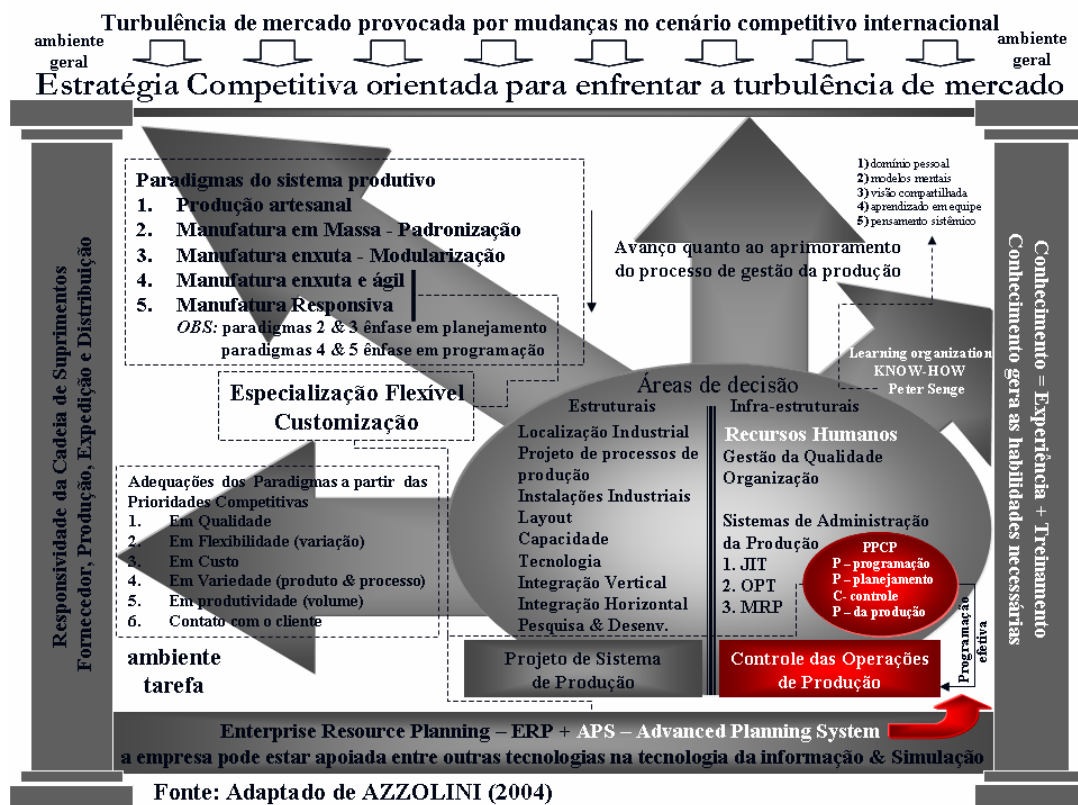 Turbulência de mercado provocada por mudanças no cenário competitivo internacional
ambiente
geral
ambiente
geral
Estratégia Competitiva orientada para enfrentar a turbulência de mercado
Responsividade da Cadeia de Suprimentos
Fornecedor, Produção, Expedição e Distribuição
Paradigmas do sistema produtivo
1. Produção artesanal
2. Manufatura em Massa - Padronização
3. Manufatura enxuta - Modularização
4. Manufatura enxuta e ágil
5. Manufatura Responsiva
OBS: paradigmas 2 & 3 ênfase em planejamento
paradigmas 4 & 5 ênfase em programação
Especialização Flexível
Customização
Avanço quanto ao aprimoramento
do processo de gestão da produção
1) domínio pessoal
2) modelos mentais
3) visão compartilhada
4) aprendizado em equipe
5) pensamento sistêmico
Learning organization
KNOW-HOW
Peter Senge
Conhecimento = Experiência + Treinamento
Conhecimento gera as habilidades necessárias
Adequações dos Paradigmas a partir das
Prioridades Competitivas
1. Em Qualidade
2. Em Flexibilidade (variação)
3. Em Custo
4. Em Variedade (produto & processo)
5. Em produtividade (volume)
6. Contato com o cliente
ambiente
tarefa
Áreas de decisão
Estruturais
Localização Industrial
Projeto de processos de
produção
Instalações Industriais
Layout
Capacidade
Tecnologia
Integração Vertical
Integração Horizontal
Pesquisa & Desenv.
Infra-estruturais
Recursos Humanos
Gestão da Qualidade
Organização
Sistemas de Administração
da Produção
1. JIT
2. OPT
3. MRP
PPCP
P – programação
P – planejamento
C- controle
P – da produção
Programação
efetiva
Projeto de Sistema
de Produção
Controle das Operações
de Produção
Enterprise Resource Planning – ERP + APS – Advanced Planning System
a empresa pode estar apoiada entre outras tecnologias na tecnologia da informação & Simulação
Fonte: Adaptado de AZZOLINI (2004)